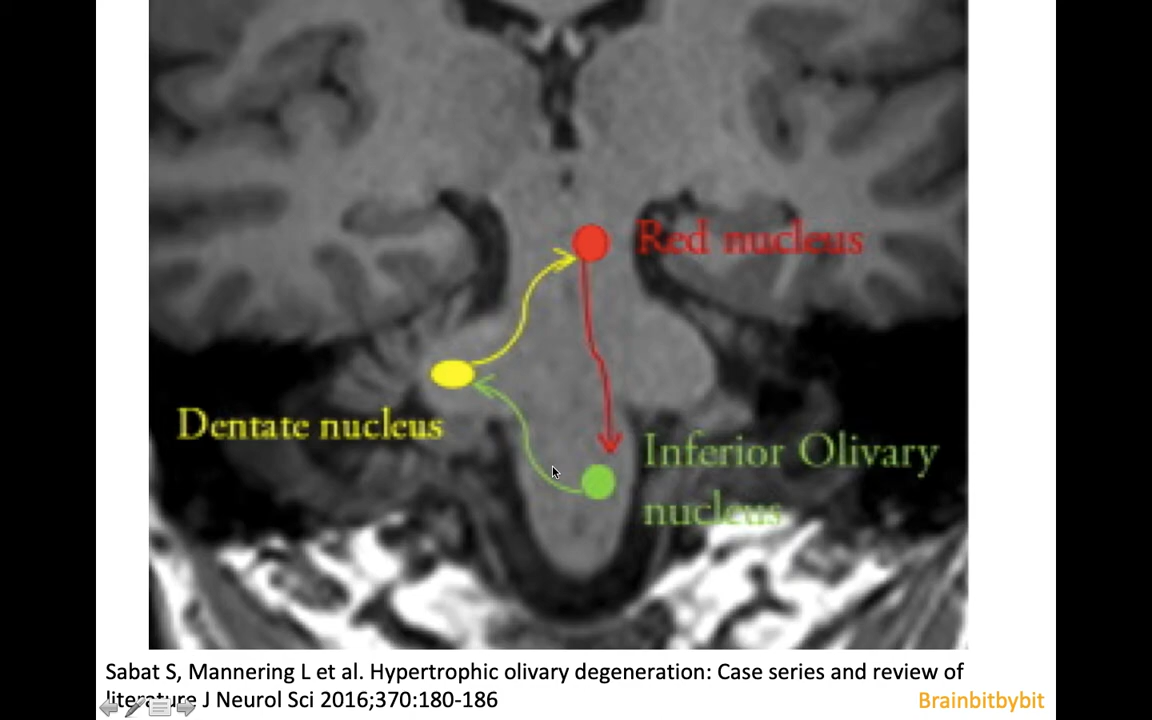 Red nucleus
Dentate nucleus
Inferior Olivary
nucleus
Sabat S, Mannering L et al. Hypertrophic olivary degeneration: Case series and review of
literature J Neurol Sci 2016;370:180-186
Brainbitbybit